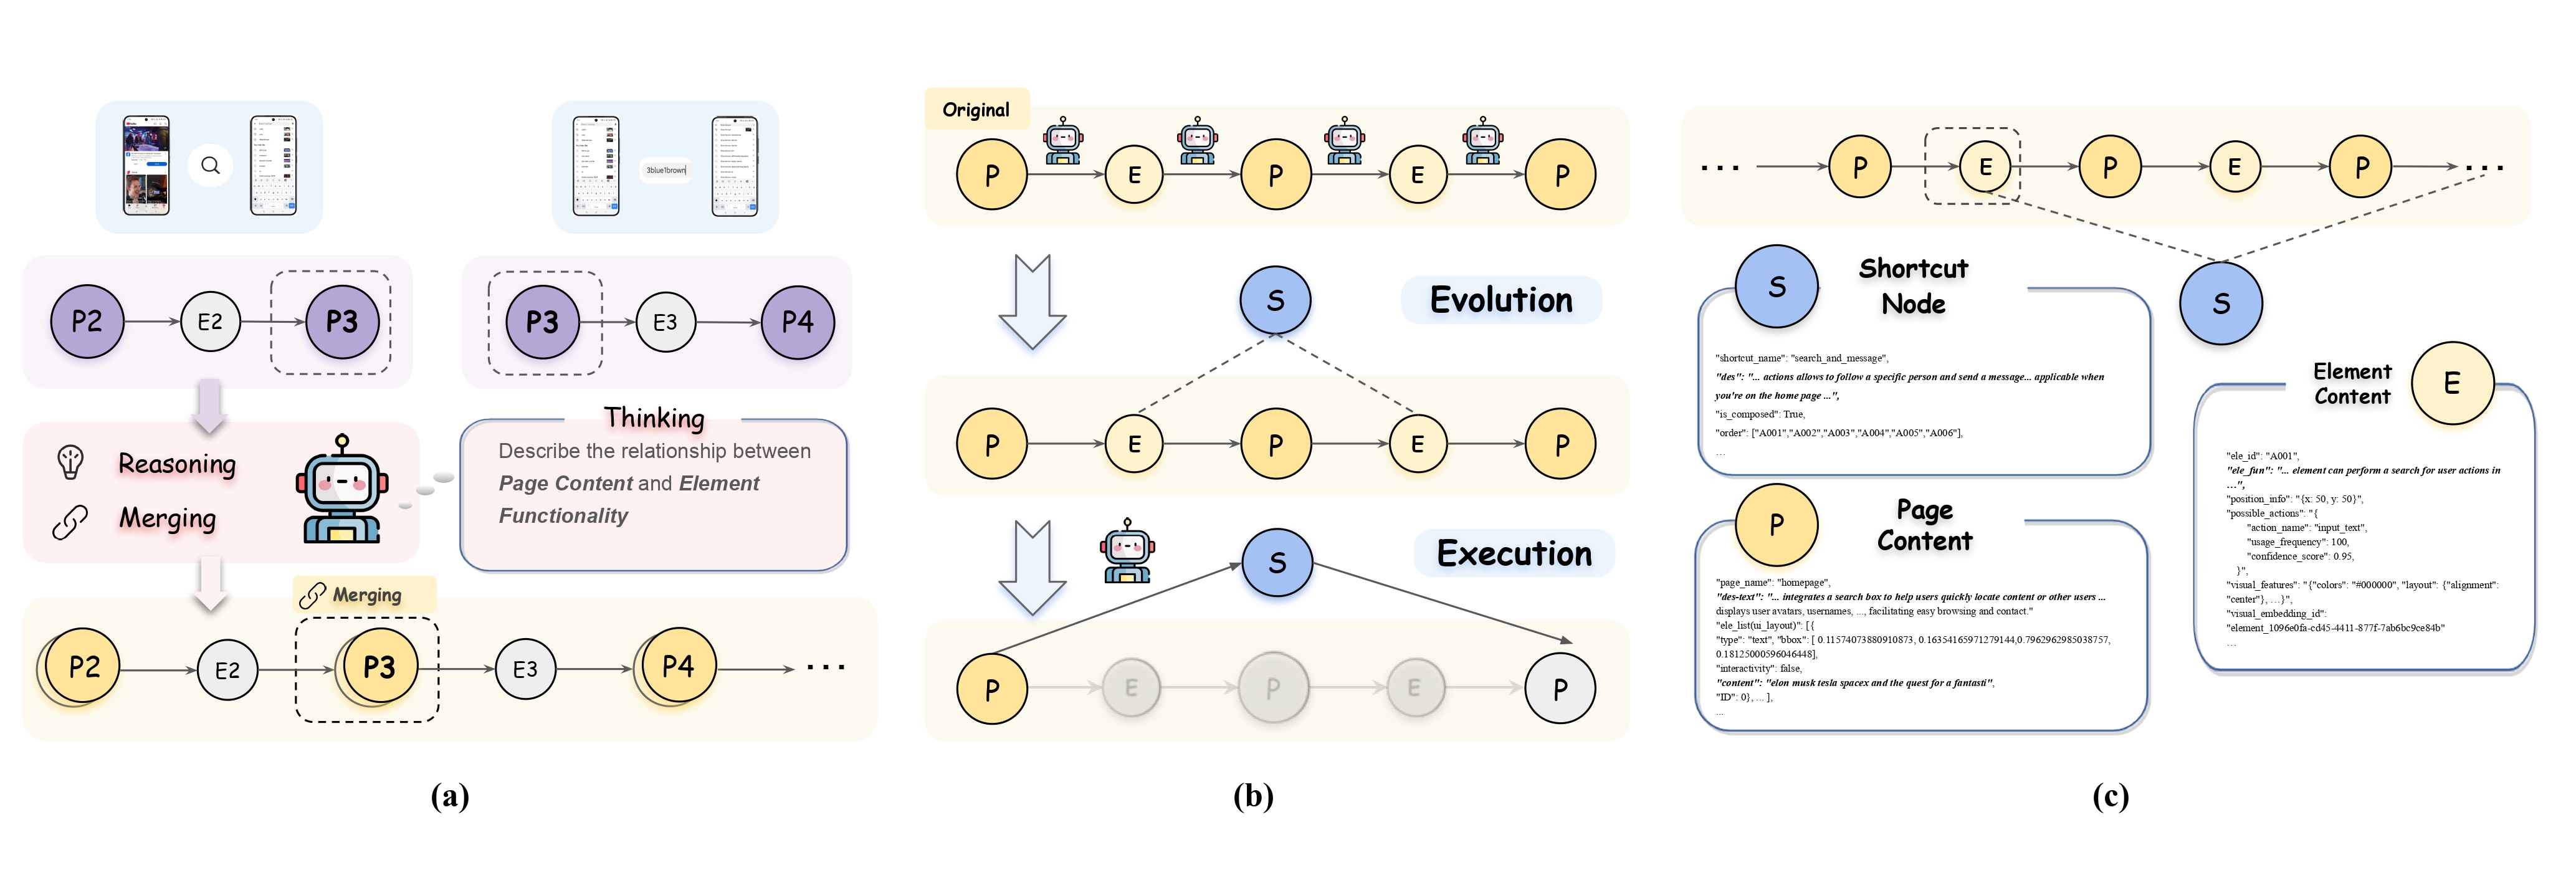 3blue1brown
P2
E2
P3
P3
E3
P4
Reasoning
Merging
Thinking
Describe the relationship between
Page Content and Element
Functionality
Merging
P2
E2
P3
E3
P4
...
(a)
Original
P
E
P
E
P
S
Evolution
P
E
P
E
P
S
Execution
P
E
P
E
P
(b)
...
P
E
P
E
P
...
S
Shortcut
Node
S
"shortcut_name": "search_and_message",
"des": "... actions allows to follow a specific person and send a message... applicable when
you're on the home page ...",
"is_composed": True,
"order": ["A001","A002","A003","A004","A005","A006"],
...
P
Page
Content
"page_name": "homepage",
"des-text": "... integrates a search box to help users quickly locate content or other users ...
displays user avatars, usernames, ..., facilitating easy browsing and contact."
"ele_list(ui_layout)": [{
"type": "text", "bbox": [ 0.11574073880910873, 0.16354165971279144,0.7962962985038757,
0.18125000596046448],
"interactivity": false,
"content": "elon musk tesla spacex and the quest for a fantasti",
"ID": 0}, ... ],
...
Element
Content
E
"ele_id": "A001",
"ele_fun": "... element can perform a search for user actions in
...",
"position_info": "{x: 50, y: 50}",
"possible_actions": "{
"action_name": "input_text",
"usage_frequency": 100,
"confidence_score": 0.95,
}",
"visual_features": "{"colors": "#000000", "layout": {"alignment":
"center"}, ...}",
"visual_embedding_id":
"element_1096e0fa-cd45-4411-877f-7ab6bc9ce84b"
...
(c)